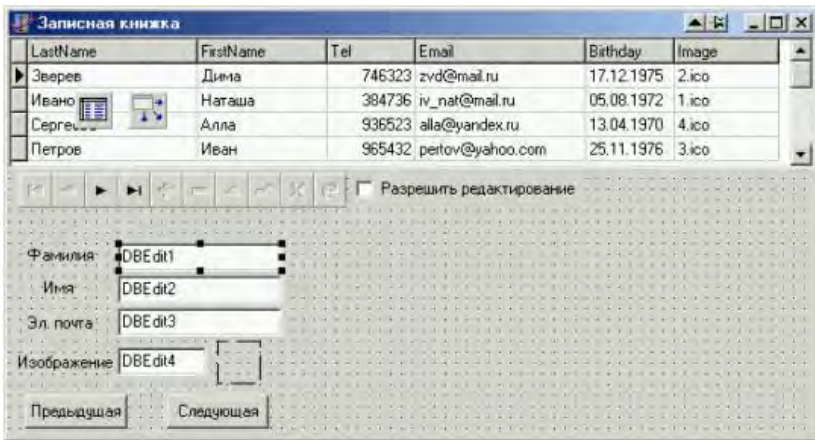 Записная книжка
LastName FirstName Tel Email Birthday Image
Зверев Дима 746323 zvd@mail.ru 17.12.1975 2.ico
Ивано Наташа 384736 iv_nat@mail.ru 05.08.1972 1.ico
Сергеева Алла 936523 alla@yandex.ru 13.04.1970 4.ico
Петров Иван 965432 pertov@yahoo.com 25.11.1976 3.ico
Разрешить редактирование
Фамилия DBEdit1
Имя DBEdit2
Эл. почта DBEdit3
Изображение DBEdit4
Предыдущая Следующая